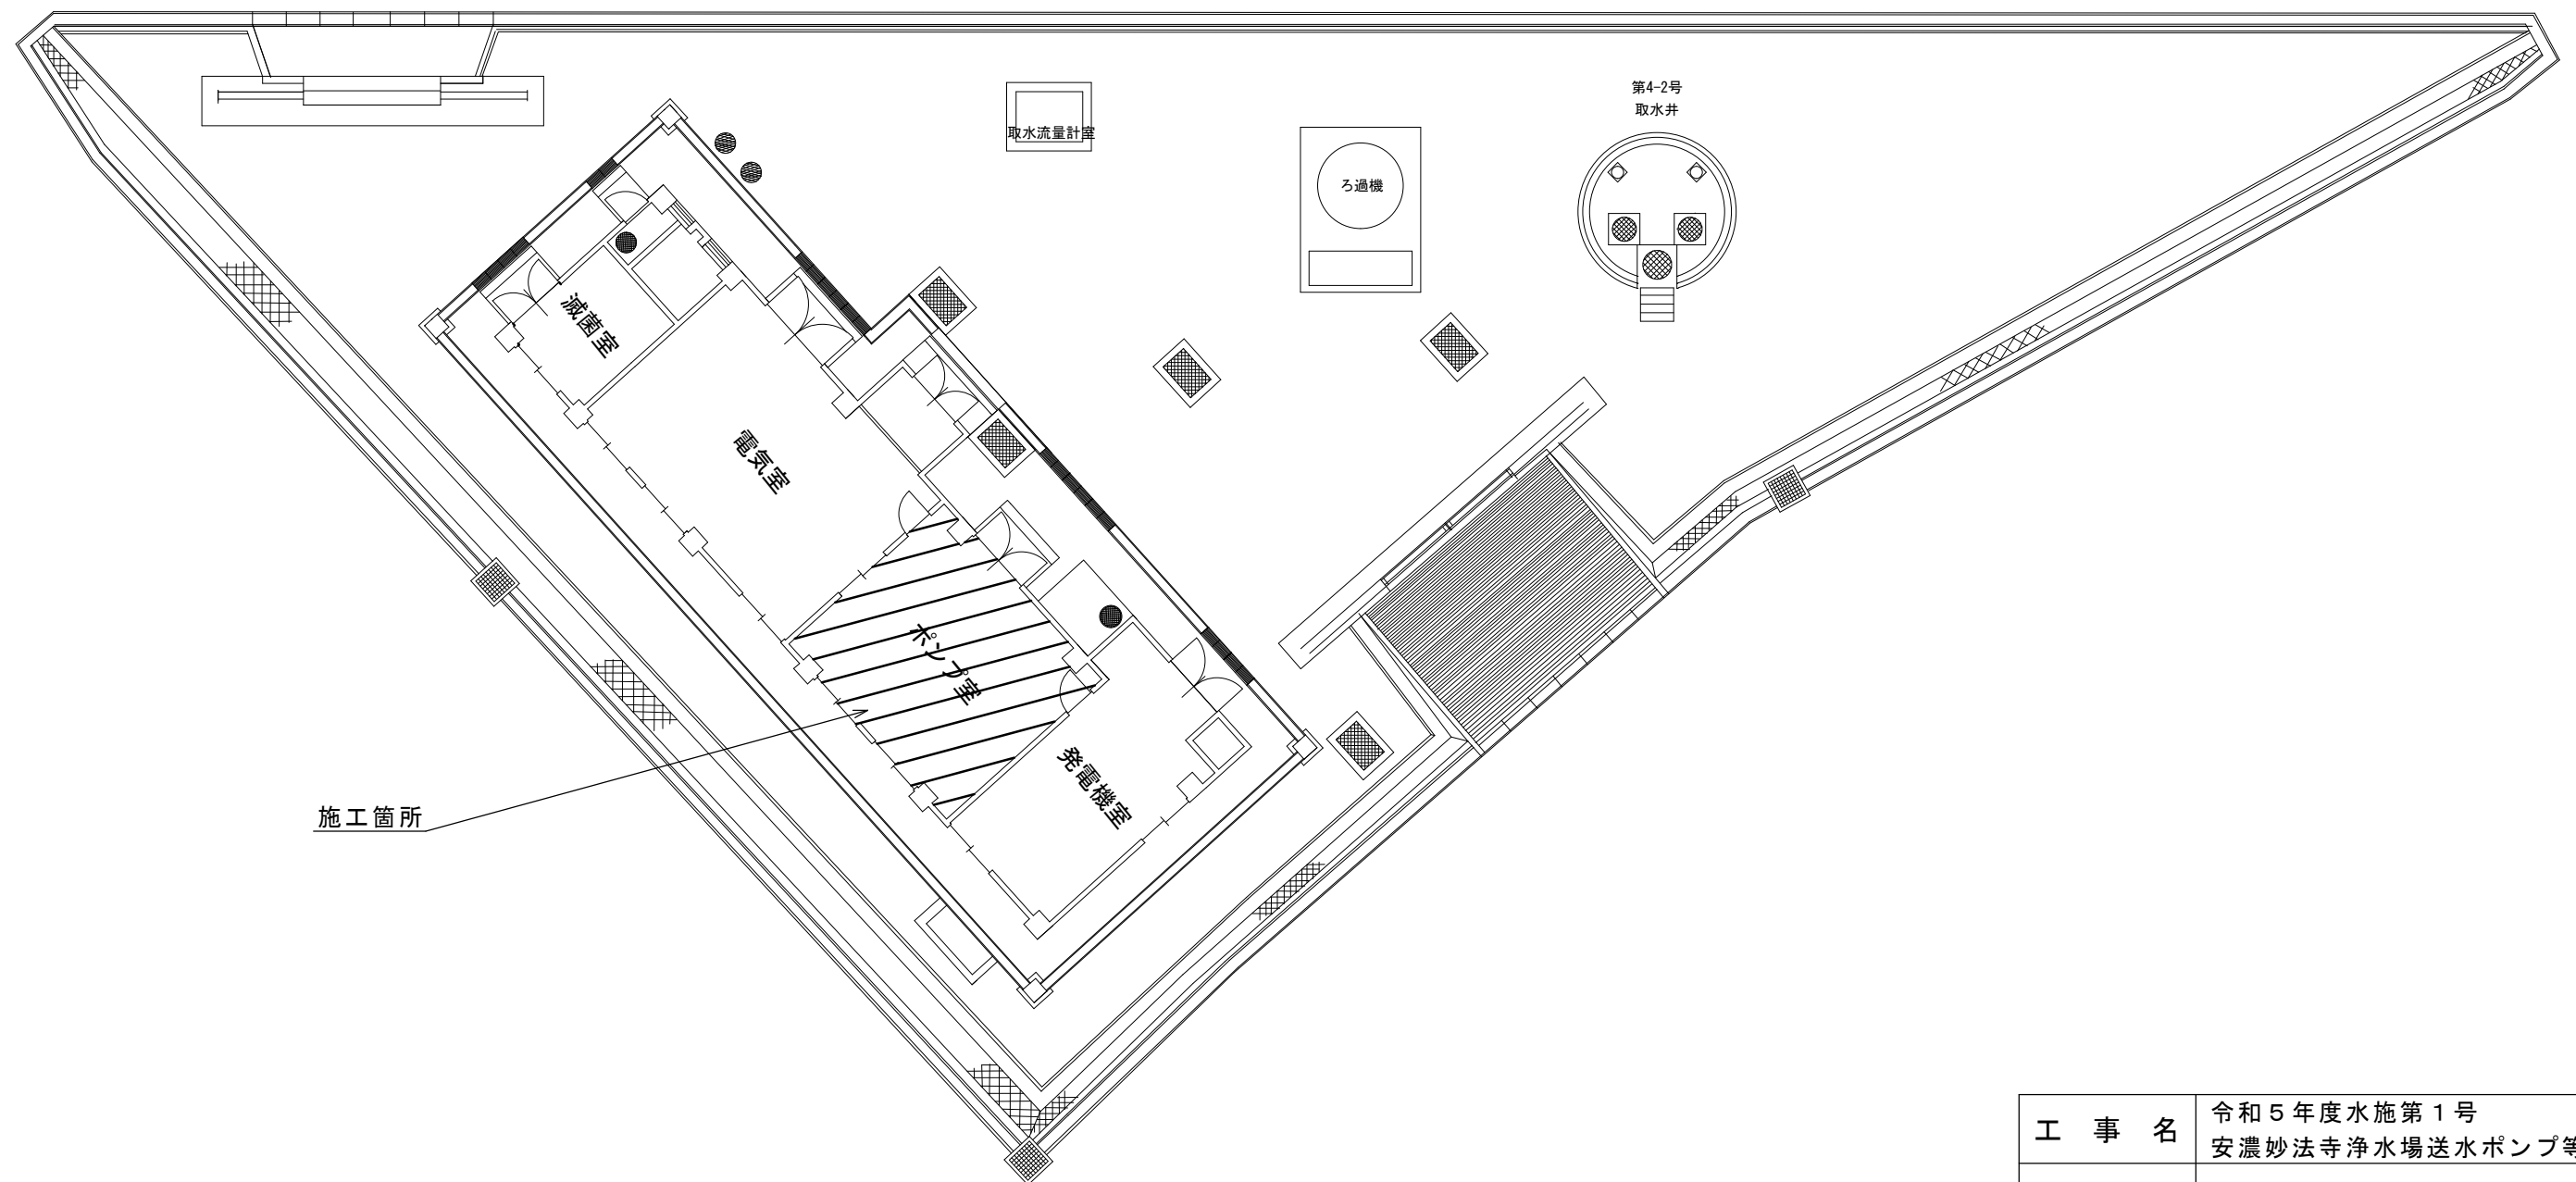 第4-2号
取水井
取水流量計室
ろ過機
滅菌室
電気室
ポンプ室
発電機室
施工箇所
工 事 名
令和５年度水施第１号
安濃妙法寺浄水場送水ポンプ等